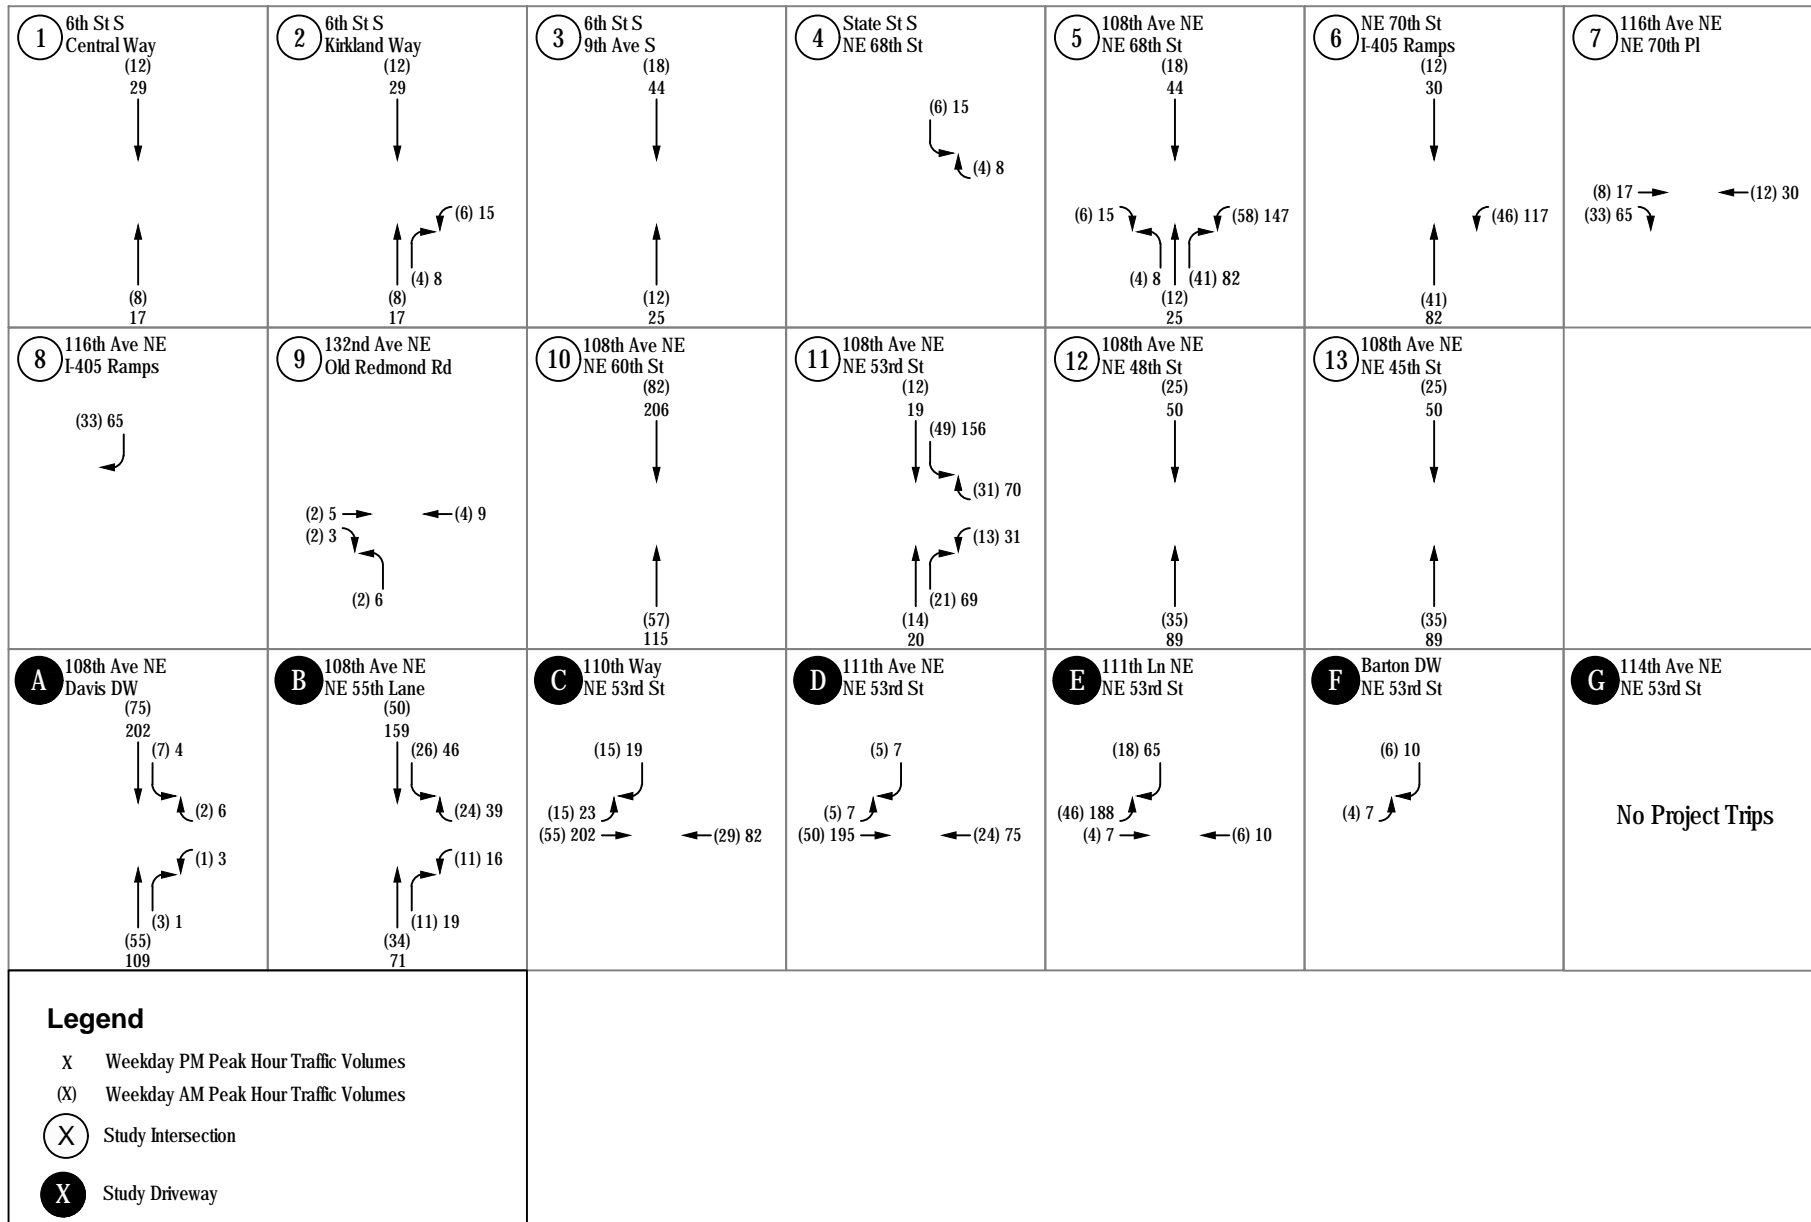 1
6th St S
Central Way
(12)
29
(8)
17
2
6th St S
Kirkland Way
(12)
29
(6) 15
(4) 8
(8)
17
3
6th St S
9th Ave S
(18)
44
(12)
25
4
State St S
NE 68th St
(6) 15
(4) 8
5
108th Ave NE
NE 68th St
(18)
44
(6) 15
(58) 147
(4) 8
(41) 82
(12)
25
6
NE 70th St
I-405 Ramps
(12)
30
(46) 117
(41)
82
7
116th Ave NE
NE 70th Pl
(8) 17
(12) 30
(33) 65
8
116th Ave NE
I-405 Ramps
(33) 65
9
132nd Ave NE
Old Redmond Rd
(2) 5
(4) 9
(2) 3
(2) 6
10
108th Ave NE
NE 60th St
(82)
206
(57)
115
11
108th Ave NE
NE 53rd St
(12)
19
(49) 156
(31) 70
(13) 31
(21) 69
(14)
20
12
108th Ave NE
NE 48th St
(25)
50
(35)
89
13
108th Ave NE
NE 45th St
(25)
50
(35)
89
A
108th Ave NE
Davis DW
(75)
202
(7) 4
(2) 6
(1) 3
(3) 1
(55)
109
B
108th Ave NE
NE 55th Lane
(50)
159
(26) 46
(24) 39
(11) 16
(11) 19
(34)
71
C
110th Way
NE 53rd St
(15) 19
(15) 23
(55) 202
(29) 82
D
111th Ave NE
NE 53rd St
(5) 7
(5) 7
(50) 195
(24) 75
E
111th Ln NE
NE 53rd St
(18) 65
(46) 188
(4) 7
(6) 10
F
Barton DW
NE 53rd St
(6) 10
(4) 7
G
114th Ave NE
NE 53rd St
No Project Trips
Legend
X Weekday PM Peak Hour Traffic Volumes
(X) Weekday AM Peak Hour Traffic Volumes
X Study Intersection
X Study Driveway